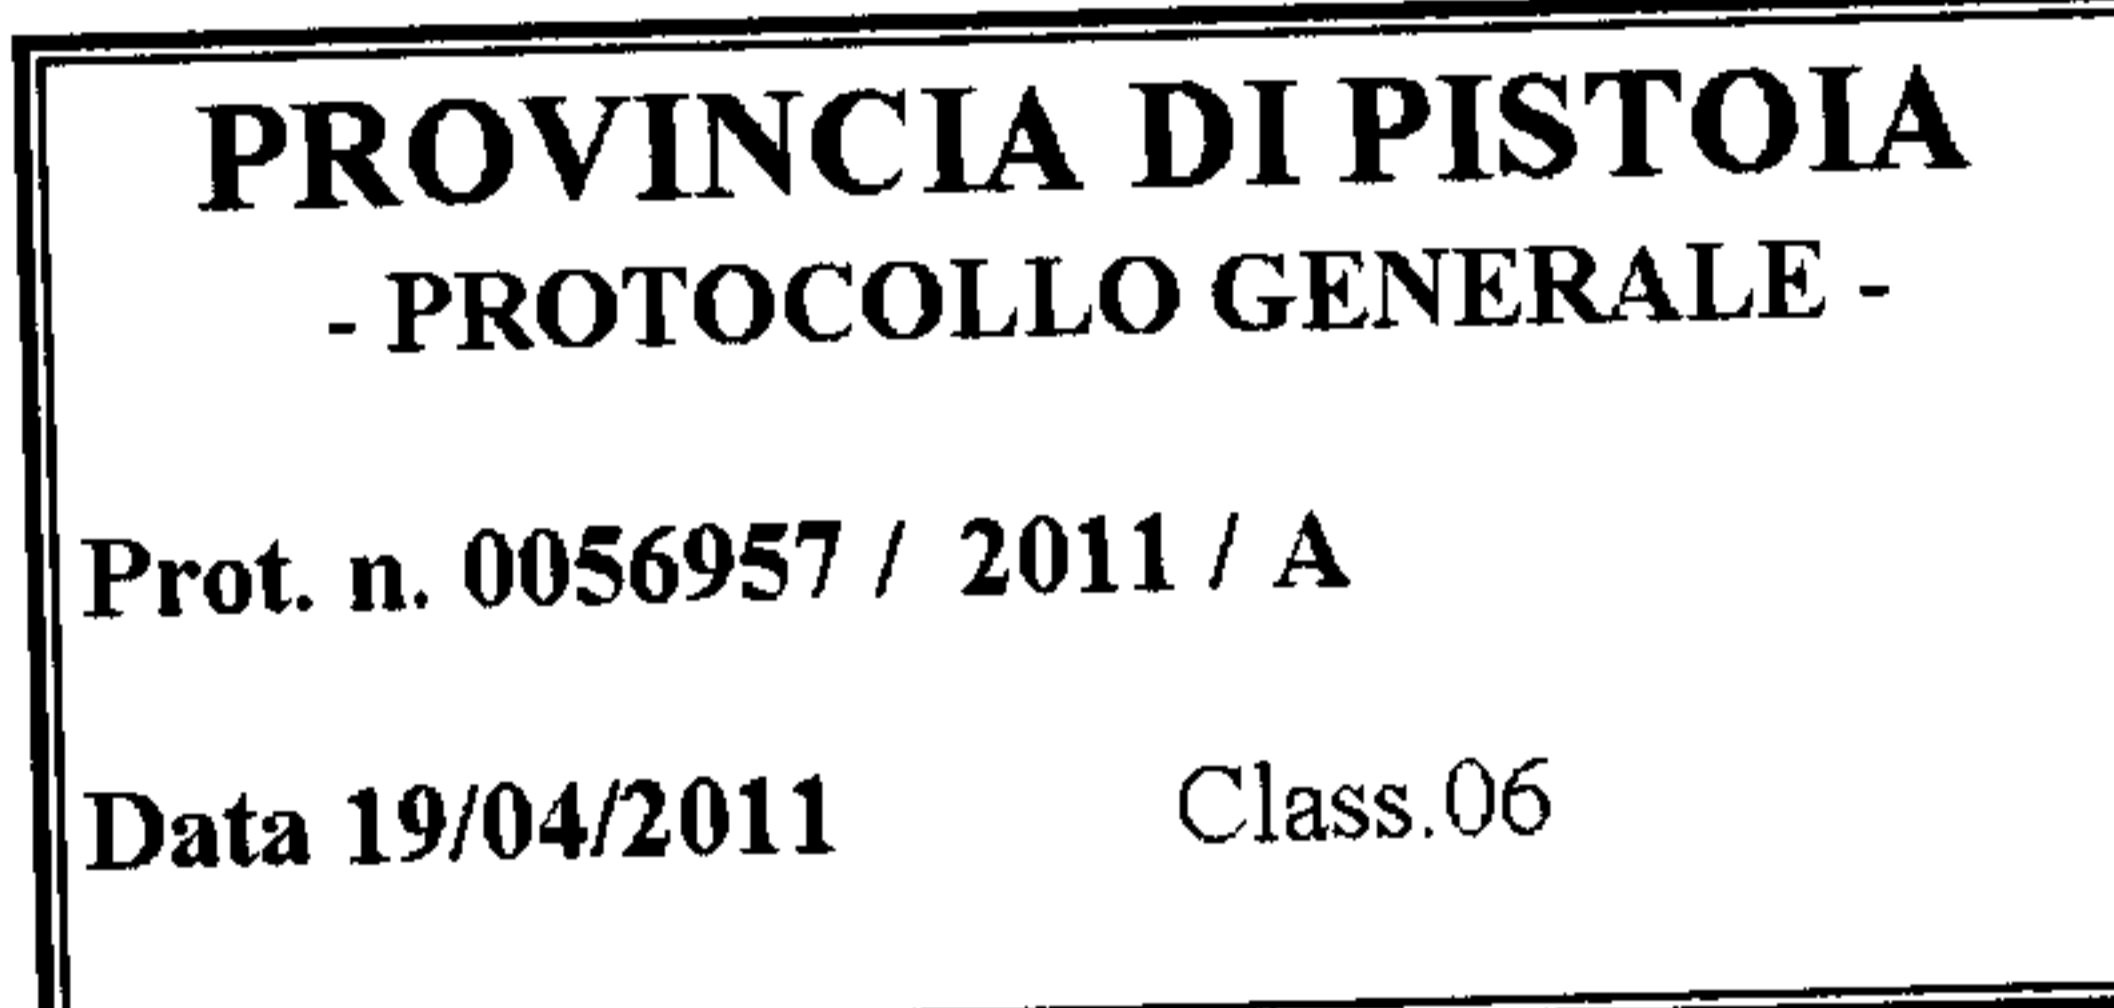 PROVINCIA DI PISTOIA
- PROTOCOLLO GENERALE -
Prot. n. 0056957 / 2011 / A
Data 19/04/2011 Class.06